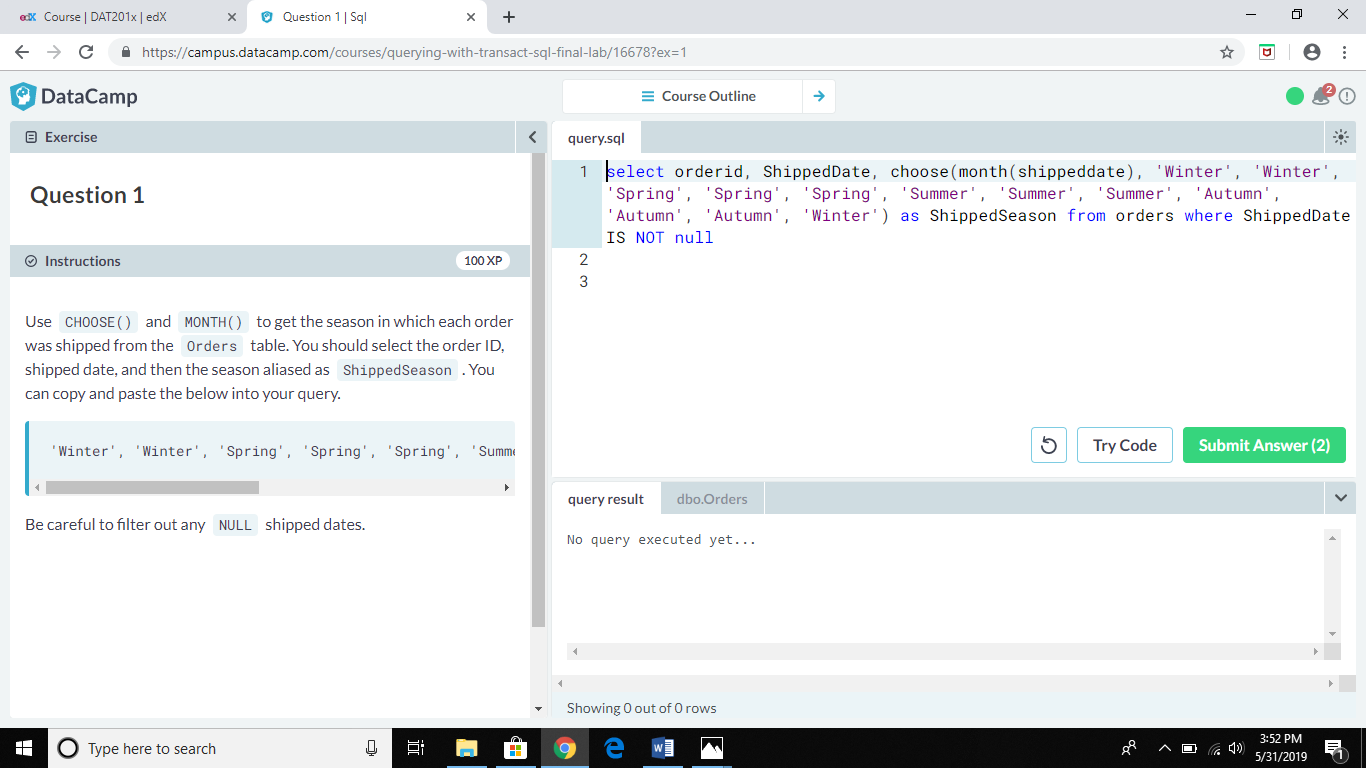 Course | DAT201x | edX
Question 1 | Sql
https://campus.datacamp.com/courses/querying-with-transact-sql-final-lab/16678?ex=1
DataCamp
Course Outline
2
Exercise
Question 1
Instructions
100 XP
Use CHOOSE() and MONTH() to get the season in which each order
was shipped from the Orders table. You should select the order ID,
shipped date, and then the season aliased as ShippedSeason . You
can copy and paste the below into your query.
'Winter', 'Winter', 'Spring', 'Spring', 'Spring', 'Summe
Be careful to filter out any NULL shipped dates.
query.sql
1 select orderid, ShippedDate, choose(month(shippeddate), 'Winter', 'Winter',
'Spring', 'Spring', 'Spring', 'Summer', 'Summer', 'Summer', 'Autumn',
'Autumn', 'Autumn', 'Winter') as ShippedSeason from orders where ShippedDate
IS NOT null
2
3
Try Code
Submit Answer (2)
query result
dbo.Orders
No query executed yet...
Showing 0 out of 0 rows
Type here to search
3:52 PM
5/31/2019
1